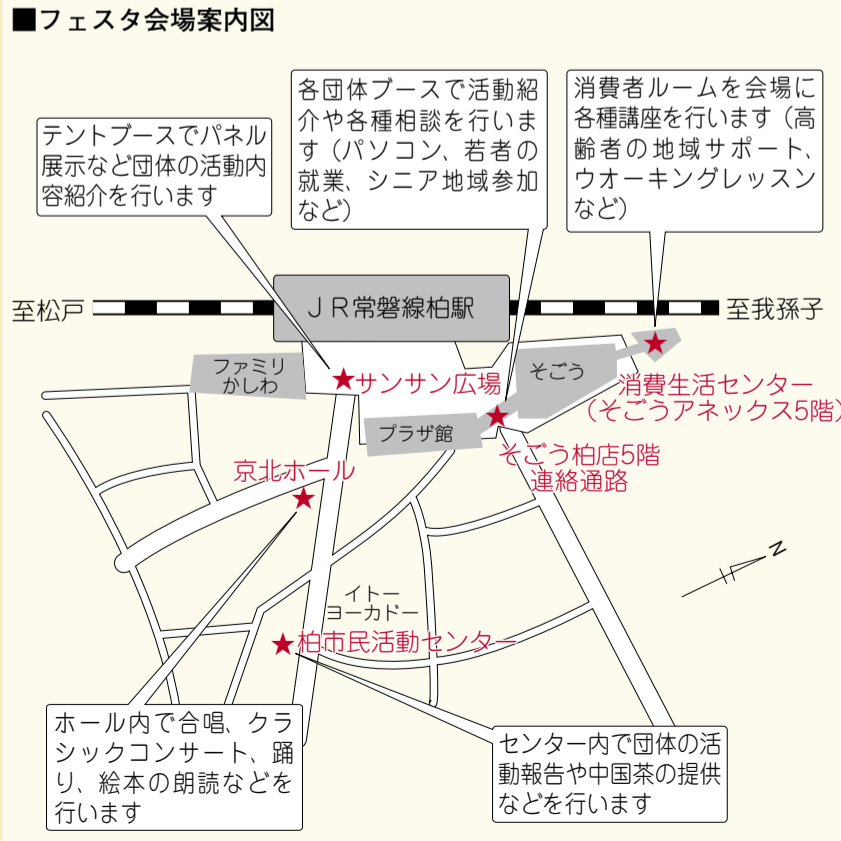 ■フェスタ会場案内図
テントブースでパネル
展示など団体の活動内
容紹介を行います
各団体ブースで活動紹
介や各種相談を行いま
す（パソコン、若者の
就業、シニア地域参加
など）
消費者ルームを会場に
各種講座を行います（高
齢者の地域サポート、
ウオーキングレッスン
など）
至松戸
ＪＲ常磐線柏駅
至我孫子
ファミリ
かしわ
サンサン広場
そごう
消費生活センター
（そごうアネックス5階）
プラザ館
そごう柏店5階
連絡通路
京北ホール
N
イトー
ヨーカドー
柏市民活動センター
ホール内で合唱、クラ
シックコンサート、踊
り、絵本の朗読などを
行います
センター内で団体の活
動報告や中国茶の提供
などを行います